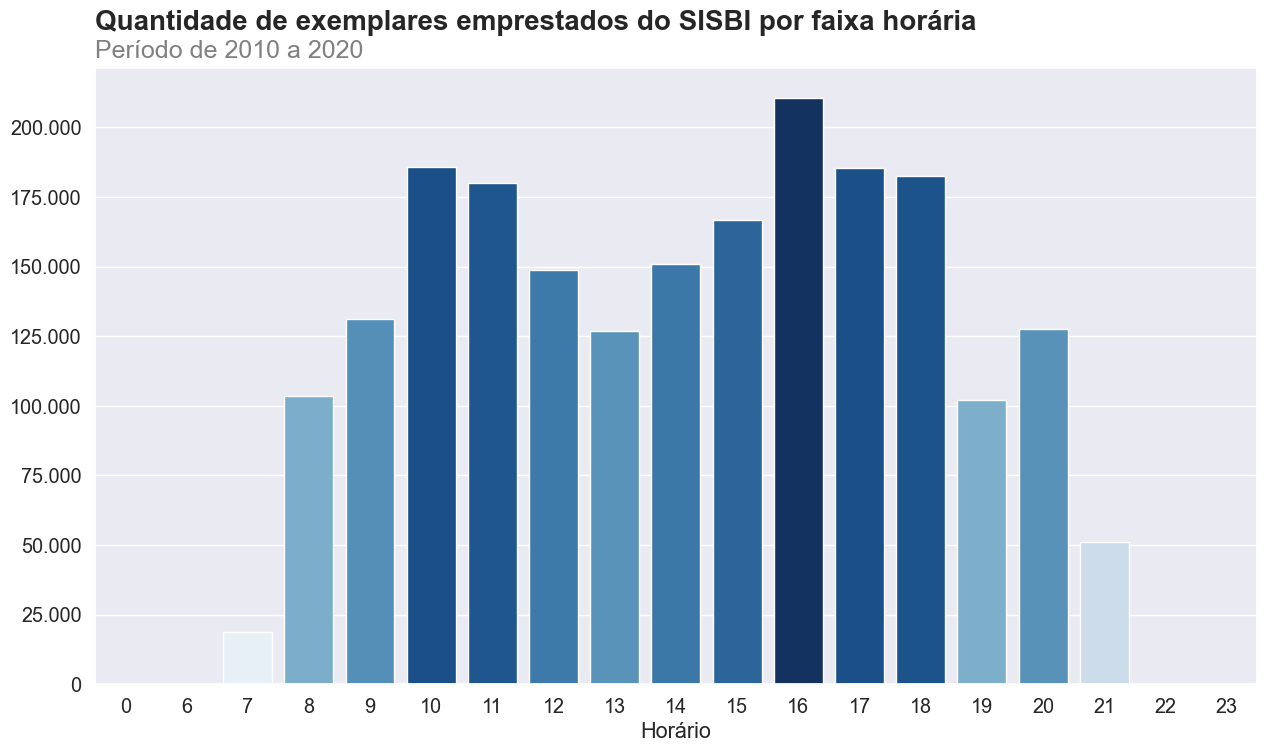 Quantidade de exemplares emprestados do SISBI por faixa horária
Período de 2010 a 2020
200.000
175.000
150.000
125.000
100.000
75.000
50.000
25.000
0
0 6 7 8 9 10 11 12 13 14 15 16 17 18 19 20 21 22 23
Horário